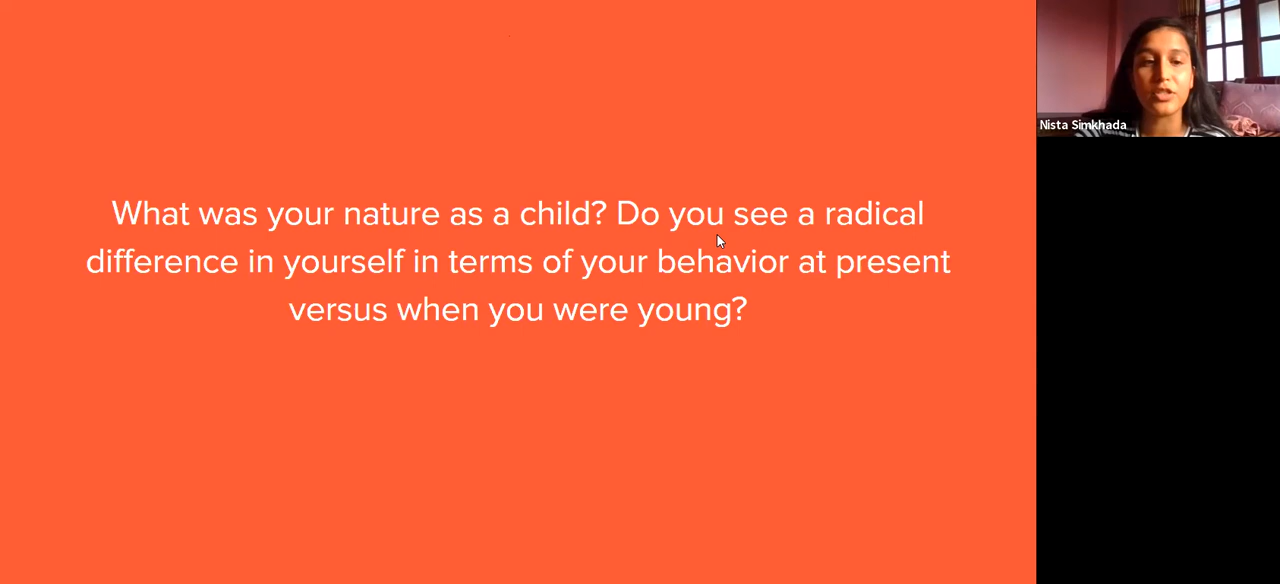 What was your nature as a child? Do you see a radical
difference in yourself in terms of your behavior at present
versus when you were young?
Nista Simkhada